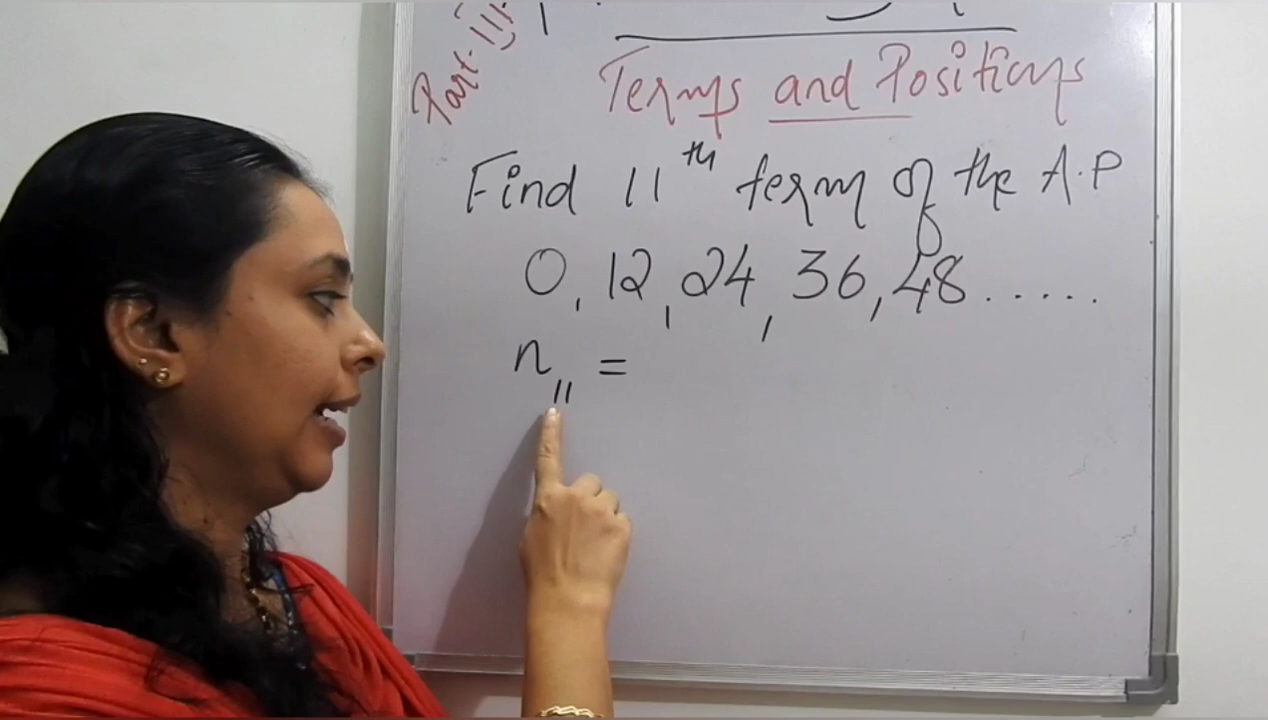 Part-III
Terms and Positions
Find 11th term of the A.P
0, 12, 24, 36, 48......
n11 =